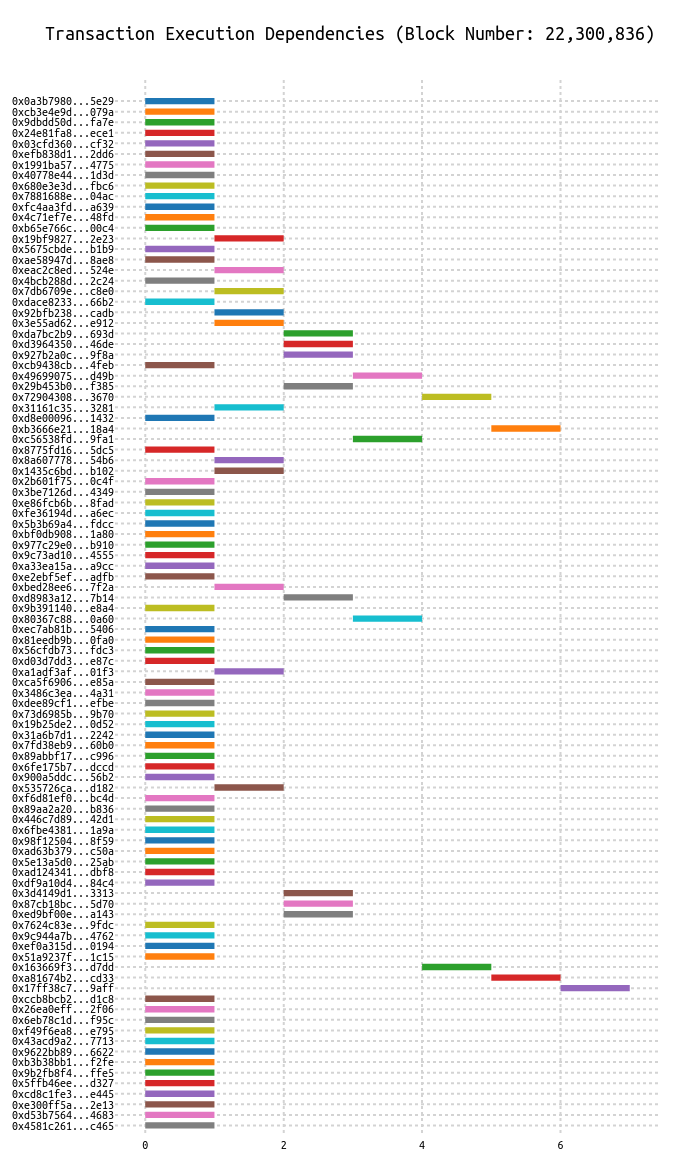 Transaction Execution Dependencies (Block Number: 22,300,836)
0x0a3b7980...5e29
0xcb3e4e9d...079a
0x9dbdd50d...fa7e
0x24e81fa8...ece1
0x03cfd360...cf32
0xefb838d1...2dd6
0x1991ba57...4775
0x40778e44...1d3d
0x680e3e3d...fbc6
0x7881688e...04ac
0xfc4aa3fd...a639
0x4c71ef7e...48fd
0xb65e766c...00c4
0x19bf9827...2e23
0x5675cbde...b1b9
0xae58947d...8ae8
0xeac2c8ed...524e
0x4bcb288d...2c24
0x7db6709e...c8e0
0xdace8233...66b2
0x92bfb238...cadb
0x3e55ad62...e912
0xda7bc2b9...693d
0xd3964350...46de
0x927b2a0c...9f8a
0xcb9438cb...4feb
0x49699075...d49b
0x29b453b0...f385
0x72904308...3670
0x31161c35...3281
0xd8e00096...1432
0xb3666e21...18a4
0xc56538fd...9fa1
0x8775fd16...5dc5
0x8a607778...54b6
0x1435c6bd...b102
0x2b601f75...0c4f
0x3be7126d...4349
0xe86fcb6b...8fad
0xfe36194d...a6ec
0x5b3b69a4...fdcc
0xbf0db908...1a80
0x977c29e0...b910
0x9c73ad10...4555
0xa33ea15a...a9cc
0xe2ebf5ef...adfb
0xbed28ee6...7f2a
0xd8983a12...7b14
0x9b391140...e8a4
0x80367c88...0a60
0xec7ab81b...5406
0x81eedb9b...0fa0
0x56cfdb73...fdc3
0xd03d7dd3...e87c
0xa1adf3af...01f3
0xca5f6906...e85a
0x3486c3ea...4a31
0xdee89cf1...efbe
0x73d6985b...9b70
0x19b25de2...0d52
0x31a6b7d1...2242
0x7fd38eb9...60b0
0x89abbf17...c996
0x6fe175b7...dccd
0x900a5ddc...56b2
0x535726ca...d182
0xf6d81ef0...bc4d
0x89aa2a20...b836
0x446c7d89...42d1
0x6fbe4381...1a9a
0x98f12504...8f59
0xad63b379...c50a
0x5e13a5d0...25ab
0xad124341...dbf8
0xdf9a10d4...84c4
0x3d4149d1...3313
0x87cb18bc...5d70
0xed9bf00e...a143
0x7624c83e...9fdc
0x9c944a7b...4762
0xef0a315d...0194
0x51a9237f...1c15
0x163669f3...d7dd
0xa81674b2...cd33
0x17ff38c7...9aff
0xccb8bcb2...d1c8
0x26ea0eff...2f06
0x6eb78c1d...f95c
0xf49f6ea8...e795
0x43acd9a2...7713
0x9622bb89...6622
0xb3b38bb1...f2fe
0x9b2fb8f4...ffe5
0x5ffb46ee...d327
0xcd8c1fe3...e445
0xe300ff5a...2e13
0xd53b7564...4683
0x4581c261...c465
0 2 4 6